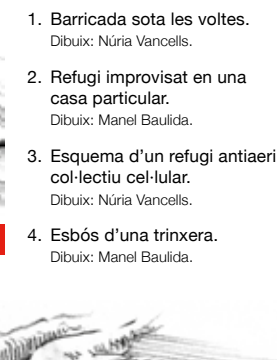 1. Barricada sota les voltes.
Dibuix: Núria Vancells.
2. Refugi improvisat en una
casa particular.
Dibuix: Manel Baulida.
3. Esquema d'un refugi antiaeri
col·lectiu cel·lular.
Dibuix: Núria Vancells.
4. Esbós d'una trinxera.
Dibuix: Manel Baulida.